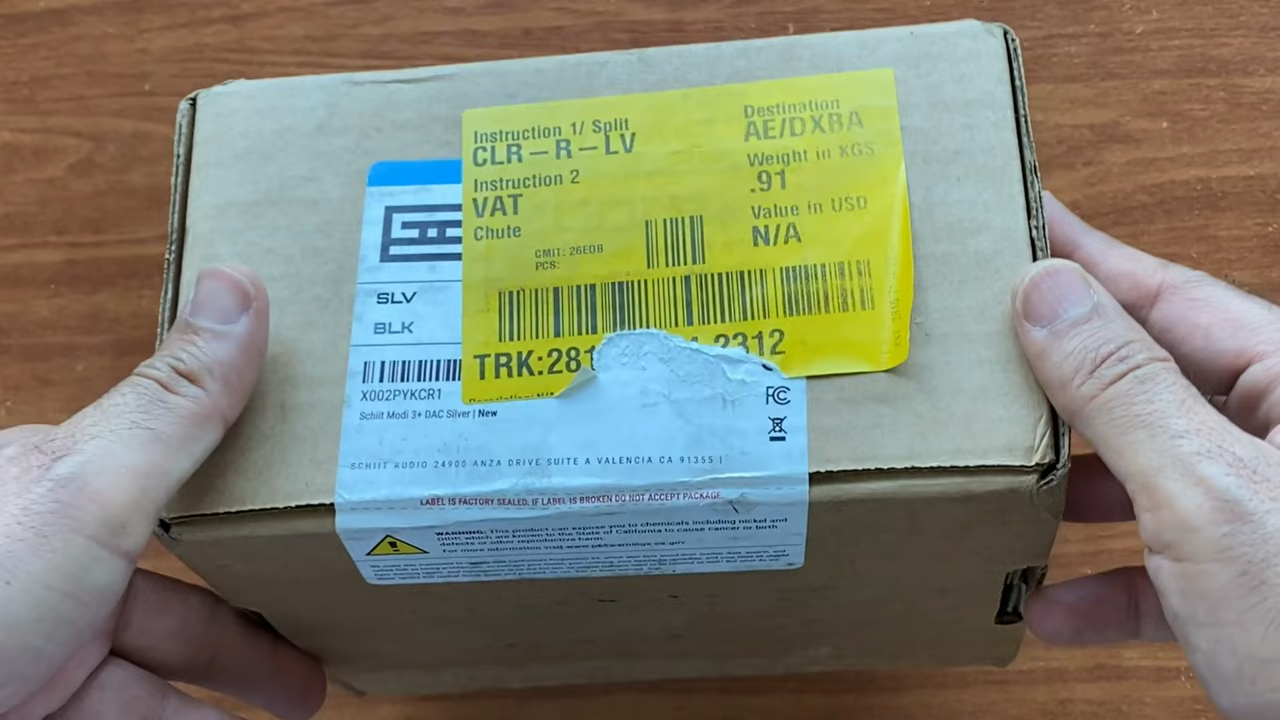 Instruction 1/ Split
CLR-R-LV
Instruction 2
VAT
Chute
CMIT: 26E0B
PCS:
Destination
AE/DXBA
Weight in KGS
.91
Value in USD
N/A
TRK:281
2312
SLV
BLK
X002PYKCR1
Schiit Modi 3+ DAC Silver | New
FC
SCHIIT AUDIO 24900 ANZA DRIVE SUITE A VALENCIA CA 91355 |
LABEL IS FACTORY SEALED. IF LABEL IS BROKEN DO NOT ACCEPT PACKAGE.
WARNING: This product can expose you to chemicals including nickel and
DIDP, which are known to the State of California to cause cancer or birth
defects or other reproductive harm.
For more information visit www.p65warnings.ca.gov